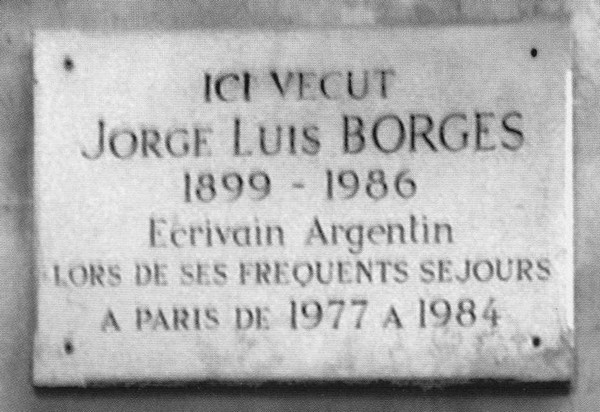 ICI VECUT
JORGE LUIS BORGES
1899 - 1986
Ecrivain Argentin
LORS DE SES FREQUENTS SEJOURS
A PARIS DE 1977 A 1984